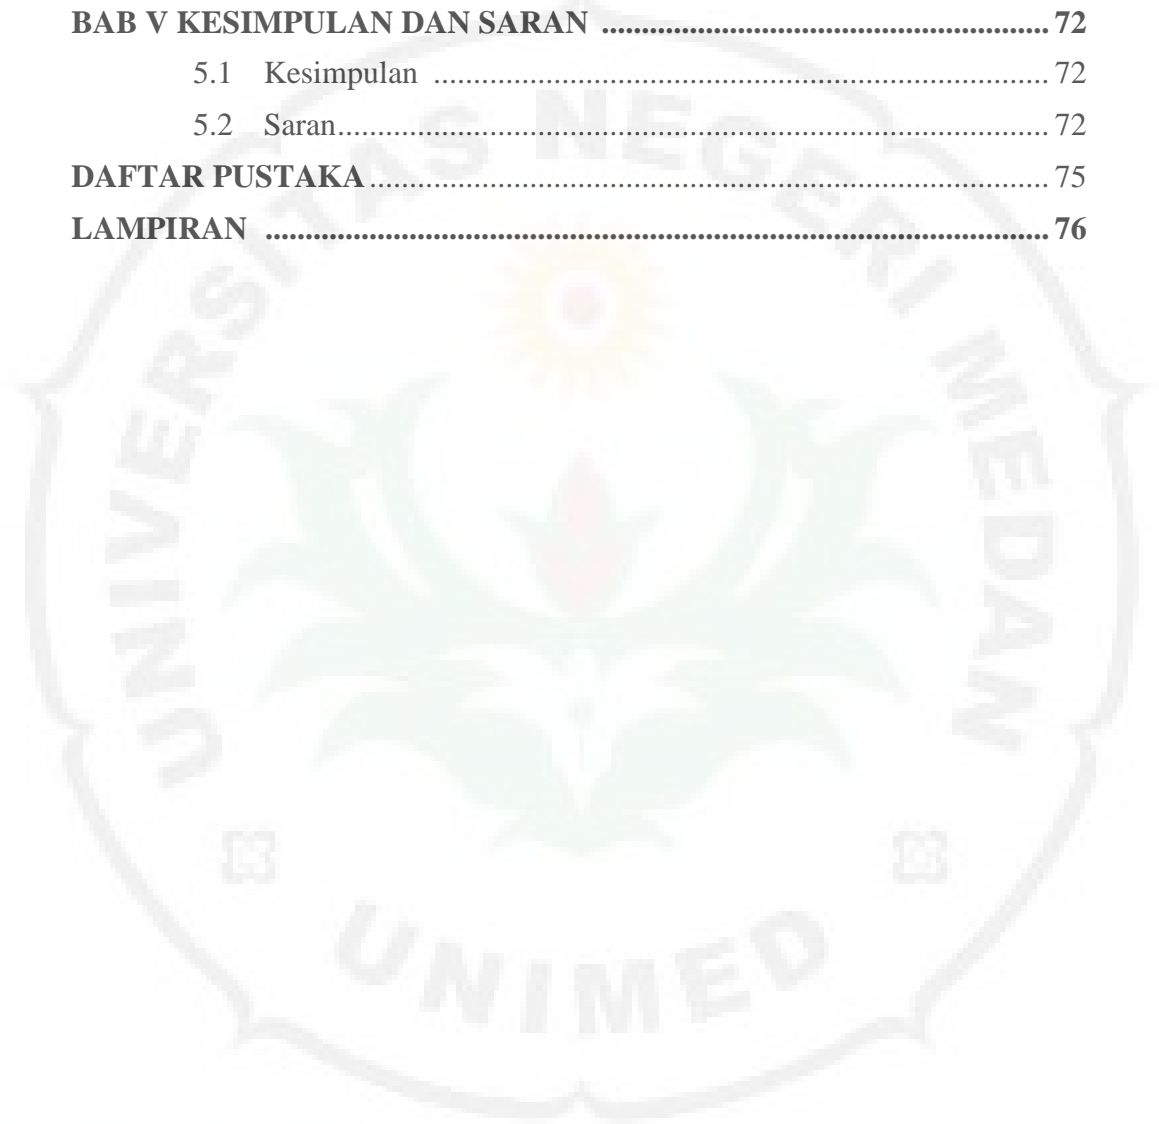 BAB V KESIMPULAN DAN SARAN ..................................................... 72
5.1 Kesimpulan ......................................................................... 72
5.2 Saran.................................................................................... 72
DAFTAR PUSTAKA................................................................................. 75
LAMPIRAN ............................................................................................. 76
UNIVERSITAS NEGERI MEDAN
UNIMED